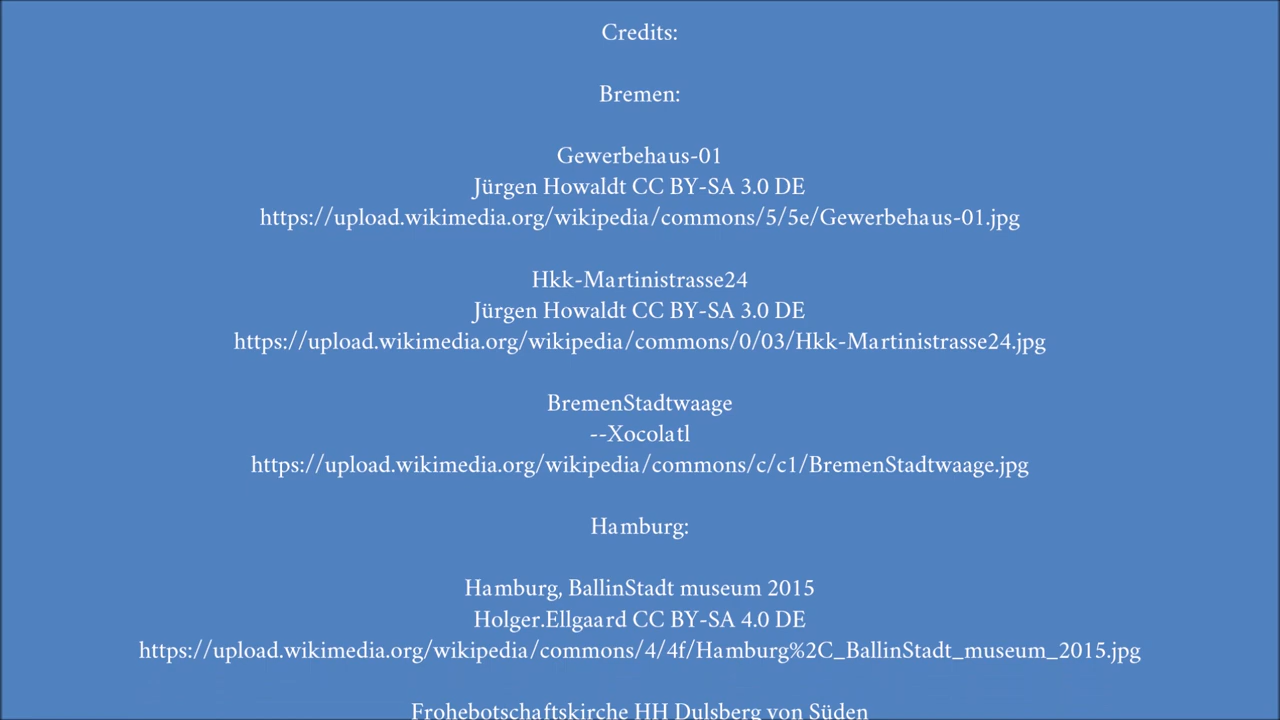 Credits:
Bremen:
Gewerbehaus-01
Jürgen Howaldt CC BY-SA 3.0 DE
https://upload.wikimedia.org/wikipedia/commons/5/5e/Gewerbehaus-01.jpg
Hkk-Martinistrasse24
Jürgen Howaldt CC BY-SA 3.0 DE
https://upload.wikimedia.org/wikipedia/commons/0/03/Hkk-Martinistrasse24.jpg
BremenStadtwaage
--Xocolatl
https://upload.wikimedia.org/wikipedia/commons/c/c1/BremenStadtwaage.jpg
Hamburg:
Hamburg, BallinStadt museum 2015
Holger.Ellgaard CC BY-SA 4.0 DE
https://upload.wikimedia.org/wikipedia/commons/4/4f/Hamburg%2C_BallinStadt_museum_2015.jpg
Frohebotschaftskirche HH Dulsberg von Süden